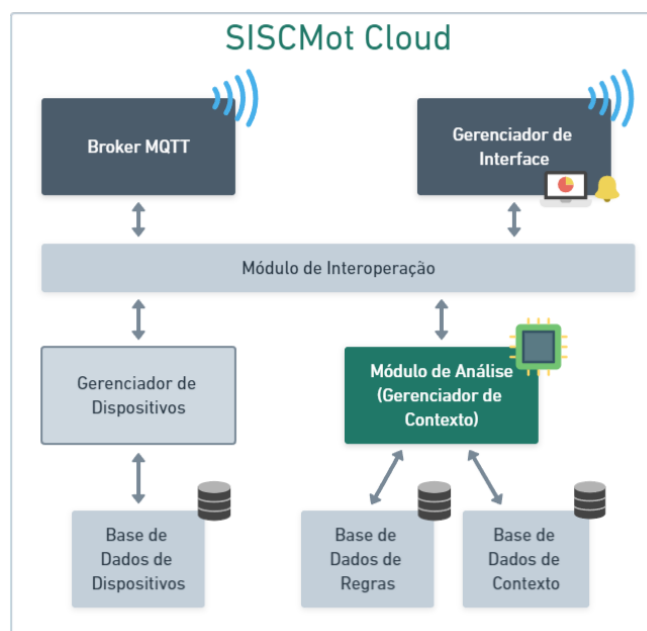 SISCMot Cloud
Broker MQTT
Gerenciador de
Interface
Módulo de Interoperação
Gerenciador de
Dispositivos
Módulo de Análise
(Gerenciador de
Contexto)
Base de
Dados de
Dispositivos
Base de
Dados de
Regras
Base de
Dados de
Contexto